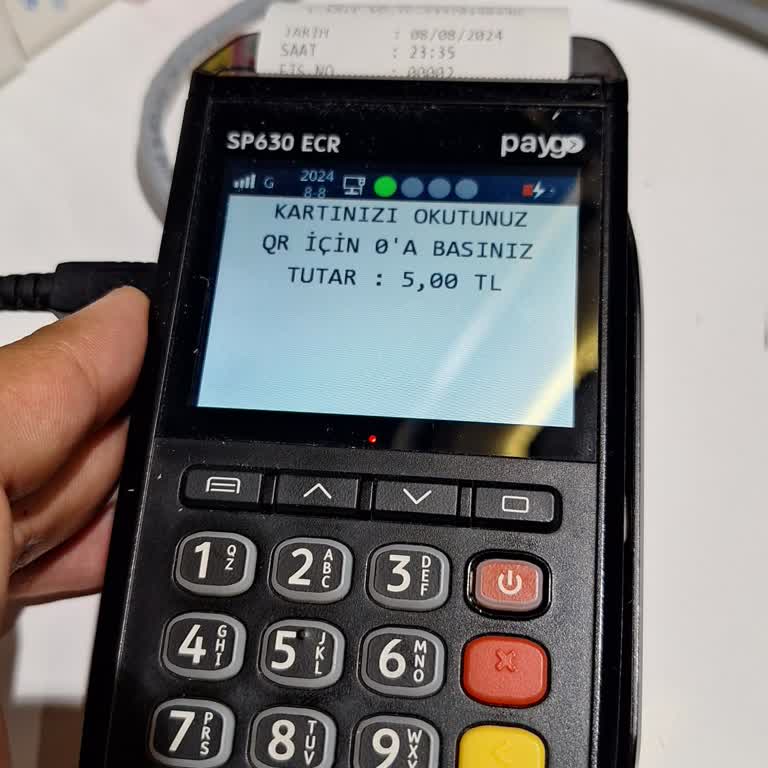 TARİH : 08/08/2024
SAAT : 23:35
FİŞ NO : 00002
SP630 ECR
paygo
G
2024
8-8
KARTINIZI OKUTUNUZ
QR İÇİN 0'A BASINIZ
TUTAR : 5,00 TL
1 QZ
2 ABC
3 DEF
4 GHI
5 JKL
6 MNO
7 PRS
8 TUV
9 WXY